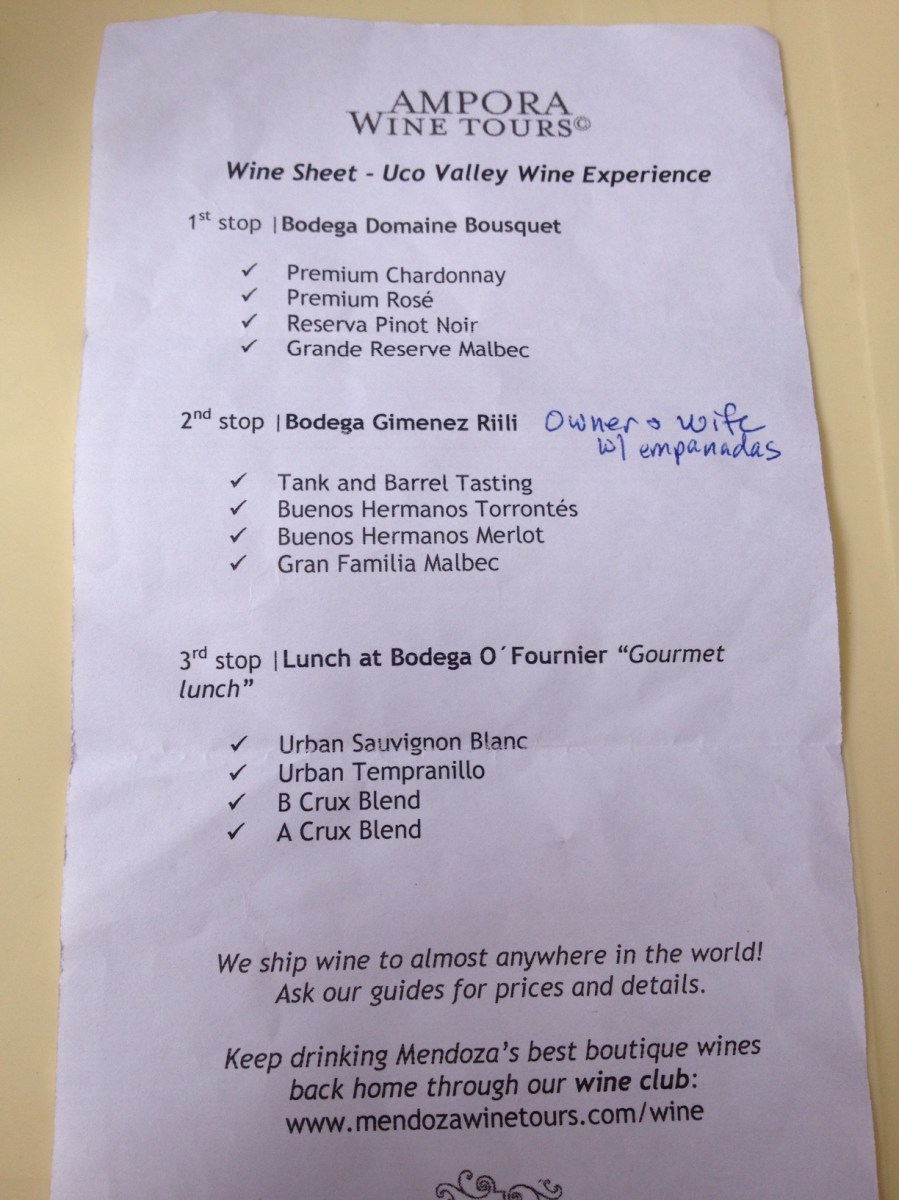 AMPORA
WINE TOURS©
Wine Sheet - Uco Valley Wine Experience
1st stop | Bodega Domaine Bousquet
✓ Premium Chardonnay
✓ Premium Rosé
✓ Reserva Pinot Noir
✓ Grande Reserve Malbec
2nd stop | Bodega Gimenez Riili Owner & wife
w/ empanadas
✓ Tank and Barrel Tasting
✓ Buenos Hermanos Torrontés
✓ Buenos Hermanos Merlot
✓ Gran Familia Malbec
3rd stop | Lunch at Bodega O´Fournier “Gourmet
lunch”
✓ Urban Sauvignon Blanc
✓ Urban Tempranillo
✓ B Crux Blend
✓ A Crux Blend
We ship wine to almost anywhere in the world!
Ask our guides for prices and details.
Keep drinking Mendoza’s best boutique wines
back home through our wine club:
www.mendozawinetours.com/wine